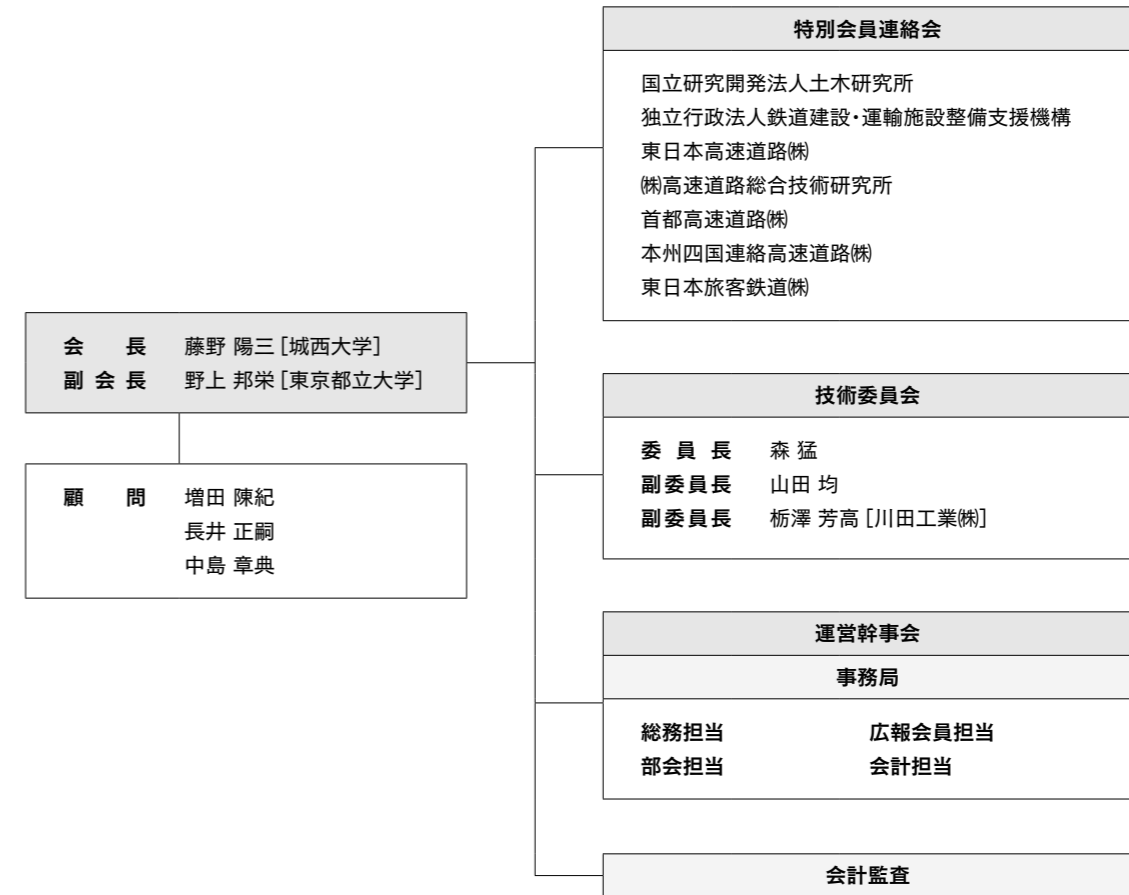 特別会員連絡会
国立研究開発法人土木研究所
独立行政法人鉄道建設・運輸施設整備支援機構
東日本高速道路㈱
㈱高速道路総合技術研究所
首都高速道路㈱
本州四国連絡高速道路㈱
東日本旅客鉄道㈱
会 長 藤野 陽三 [城西大学]
副会長 野上 邦栄 [東京都立大学]
顧 問 増田 陳紀
長井 正嗣
中島 章典
技術委員会
委員長 森 猛
副委員長 山田 均
副委員長 栃澤 芳高 [川田工業㈱]
運営幹事会
事務局
総務担当 広報会員担当
部会担当 会計担当
会計監査